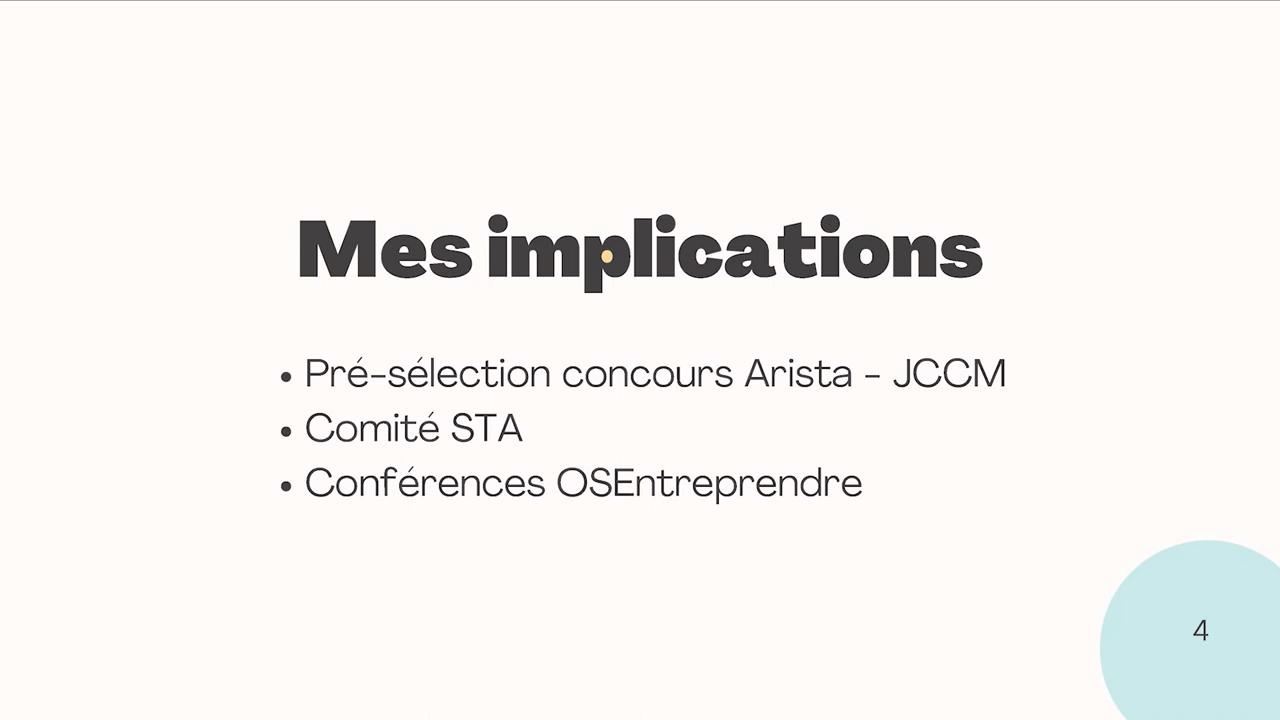 Mes implications
• Pré-sélection concours Arista - JCCM
• Comité STA
• Conférences OSEntreprendre
4